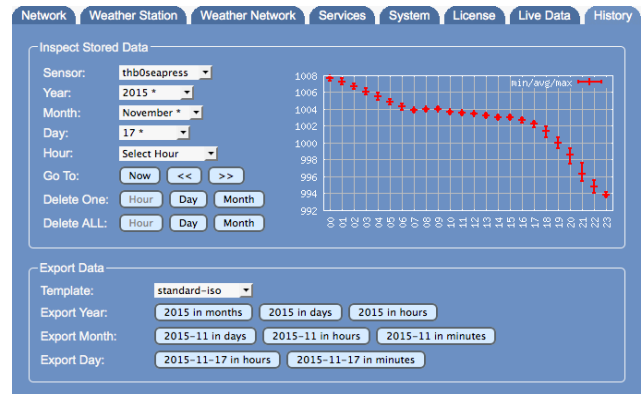 Network Weather Station Weather Network Services System License Live Data History
Inspect Stored Data
Sensor: thb0seapress
Year: 2015 *
Month: November *
Day: 17 *
Hour: Select Hour
Go To: Now << >>
Delete One: Hour Day Month
Delete ALL: Hour Day Month
min/avg/max
1008
1006
1004
1002
1000
998
996
994
992
00 01 02 03 04 05 06 07 08 09 10 11 12 13 14 15 16 17 18 19 20 21 22 23
Export Data
Template: standard-iso
Export Year: 2015 in months 2015 in days 2015 in hours
Export Month: 2015-11 in days 2015-11 in hours 2015-11 in minutes
Export Day: 2015-11-17 in hours 2015-11-17 in minutes